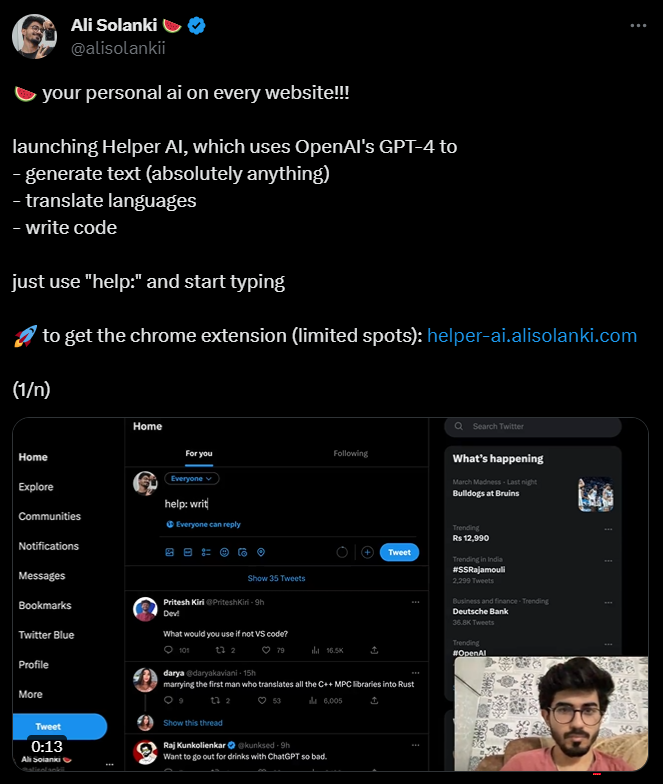 Ali Solanki 🍉
@alisolankii
🍉 your personal ai on every website!!!
launching Helper AI, which uses OpenAI's GPT-4 to
- generate text (absolutely anything)
- translate languages
- write code
just use "help:" and start typing
🚀 to get the chrome extension (limited spots): helper-ai.alisolanki.com
(1/n)
Home
Explore
Communities
Notifications
Messages
Bookmarks
Twitter Blue
Profile
More
Tweet
0:13
Ali Solanki
Home
For you
Following
Everyone
help: writ
Everyone can reply
Tweet
Show 35 Tweets
Pritesh Kiri @PriteshKiri · 9h
Dev!
What would you use if not VS code?
101 2 79 16.5K
darya @daryakaviani · 15h
marrying the first man who translates all the C++ MPC libraries into Rust
9 2 53 6,005
Show this thread
Raj Kunkolienkar @kunksed · 9h
Want to go out for drinks with ChatGPT so bad.
Search Twitter
What's happening
March Madness · Last night
Bulldogs at Bruins
Trending
Rs 12,990
Trending in India
#SSRajamouli
2,299 Tweets
Business and finance · Trending
Deutsche Bank
36.8K Tweets
Trending
#OpenAI